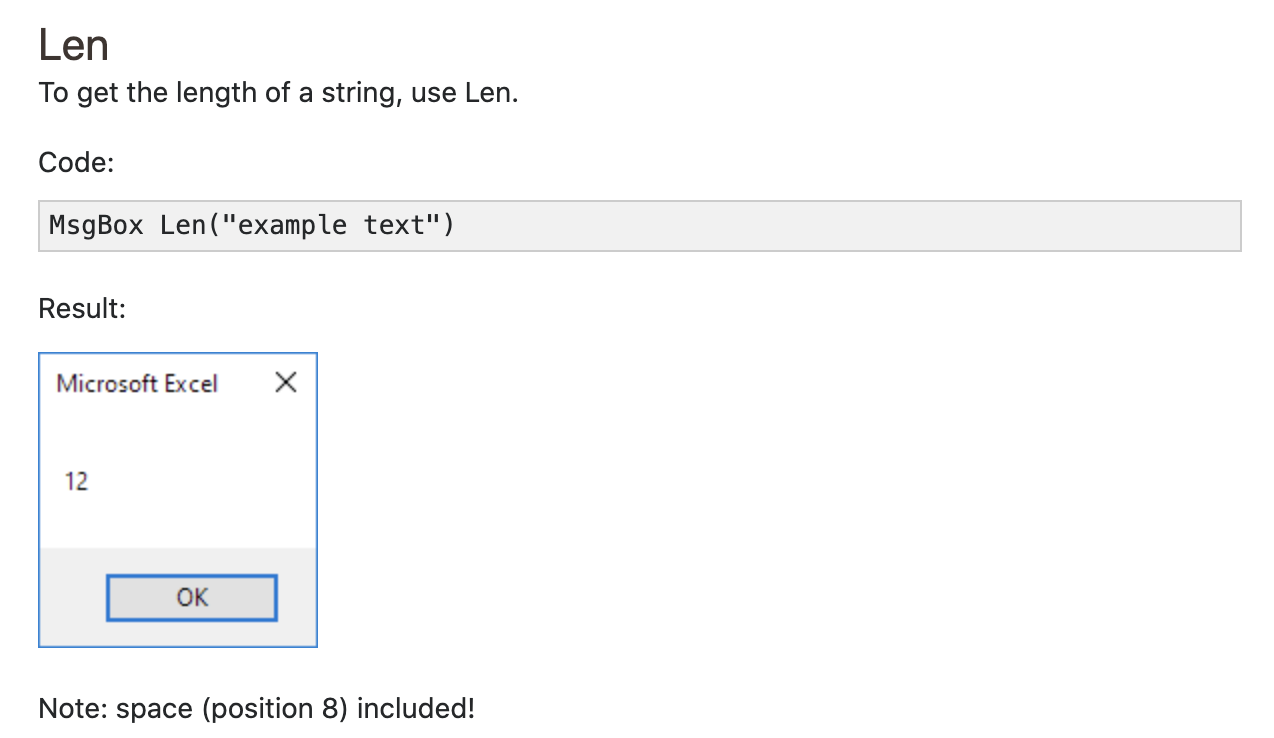 Len
To get the length of a string, use Len.
Code:
MsgBox Len("example text")
Result:
Microsoft Excel
12
OK
Note: space (position 8) included!